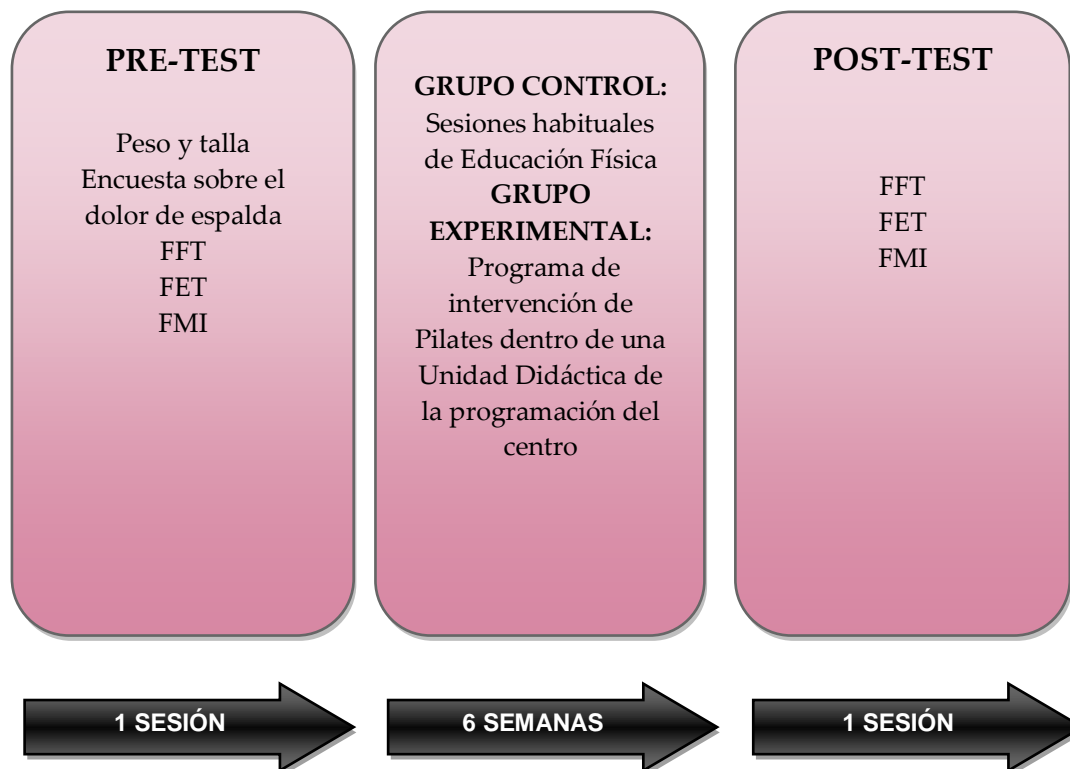 PRE-TEST
Peso y talla
Encuesta sobre el
dolor de espalda
FFT
FET
FMI
GRUPO CONTROL:
Sesiones habituales
de Educación Física
GRUPO
EXPERIMENTAL:
Programa de
intervención de
Pilates dentro de una
Unidad Didáctica de
la programación del
centro
POST-TEST
FFT
FET
FMI
1 SESIÓN
6 SEMANAS
1 SESIÓN